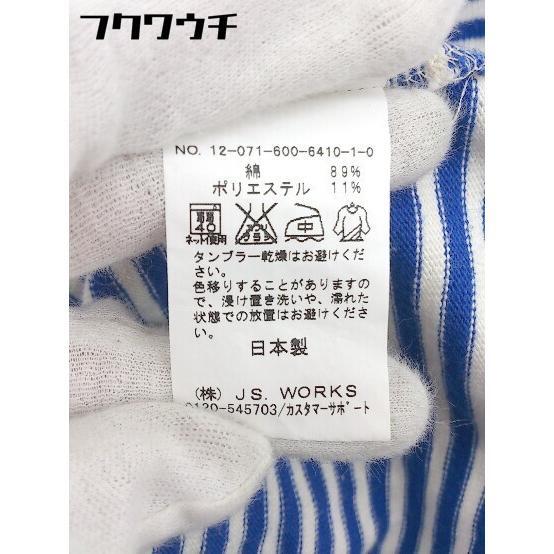 フクワウチ
NO. 12-071-600-6410-1-0
綿 89%
ポリエステル 11%
40
ネット使用
タンブラー乾燥はお避けくだ
さい。
色移りすることがありますの
で、浸け置き洗いや、濡れた
状態での放置はお避けくださ
い。
日本製
(株) JS. WORKS
0120-545703/カスタマーサポート